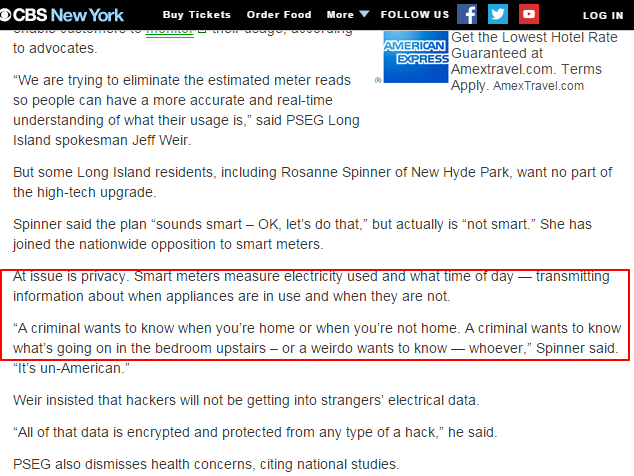 CBS New York Buy Tickets Order Food More FOLLOW US LOG IN
enable customers to monitor their usage, according
to advocates.
“We are trying to eliminate the estimated meter reads
so people can have a more accurate and real-time
understanding of what their usage is,” said PSEG Long
Island spokesman Jeff Weir.
AMERICAN
EXPRESS
®
Get the Lowest Hotel Rate
Guaranteed at
Amextravel.com. Terms
Apply. AmexTravel.com
But some Long Island residents, including Rosanne Spinner of New Hyde Park, want no part of
the high-tech upgrade.
Spinner said the plan “sounds smart – OK, let’s do that,” but actually is “not smart.” She has
joined the nationwide opposition to smart meters.
At issue is privacy. Smart meters measure electricity used and what time of day — transmitting
information about when appliances are in use and when they are not.
“A criminal wants to know when you’re home or when you’re not home. A criminal wants to know
what’s going on in the bedroom upstairs – or a weirdo wants to know — whoever,” Spinner said.
“It’s un-American.”
Weir insisted that hackers will not be getting into strangers’ electrical data.
“All of that data is encrypted and protected from any type of a hack,” he said.
PSEG also dismisses health concerns, citing national studies.